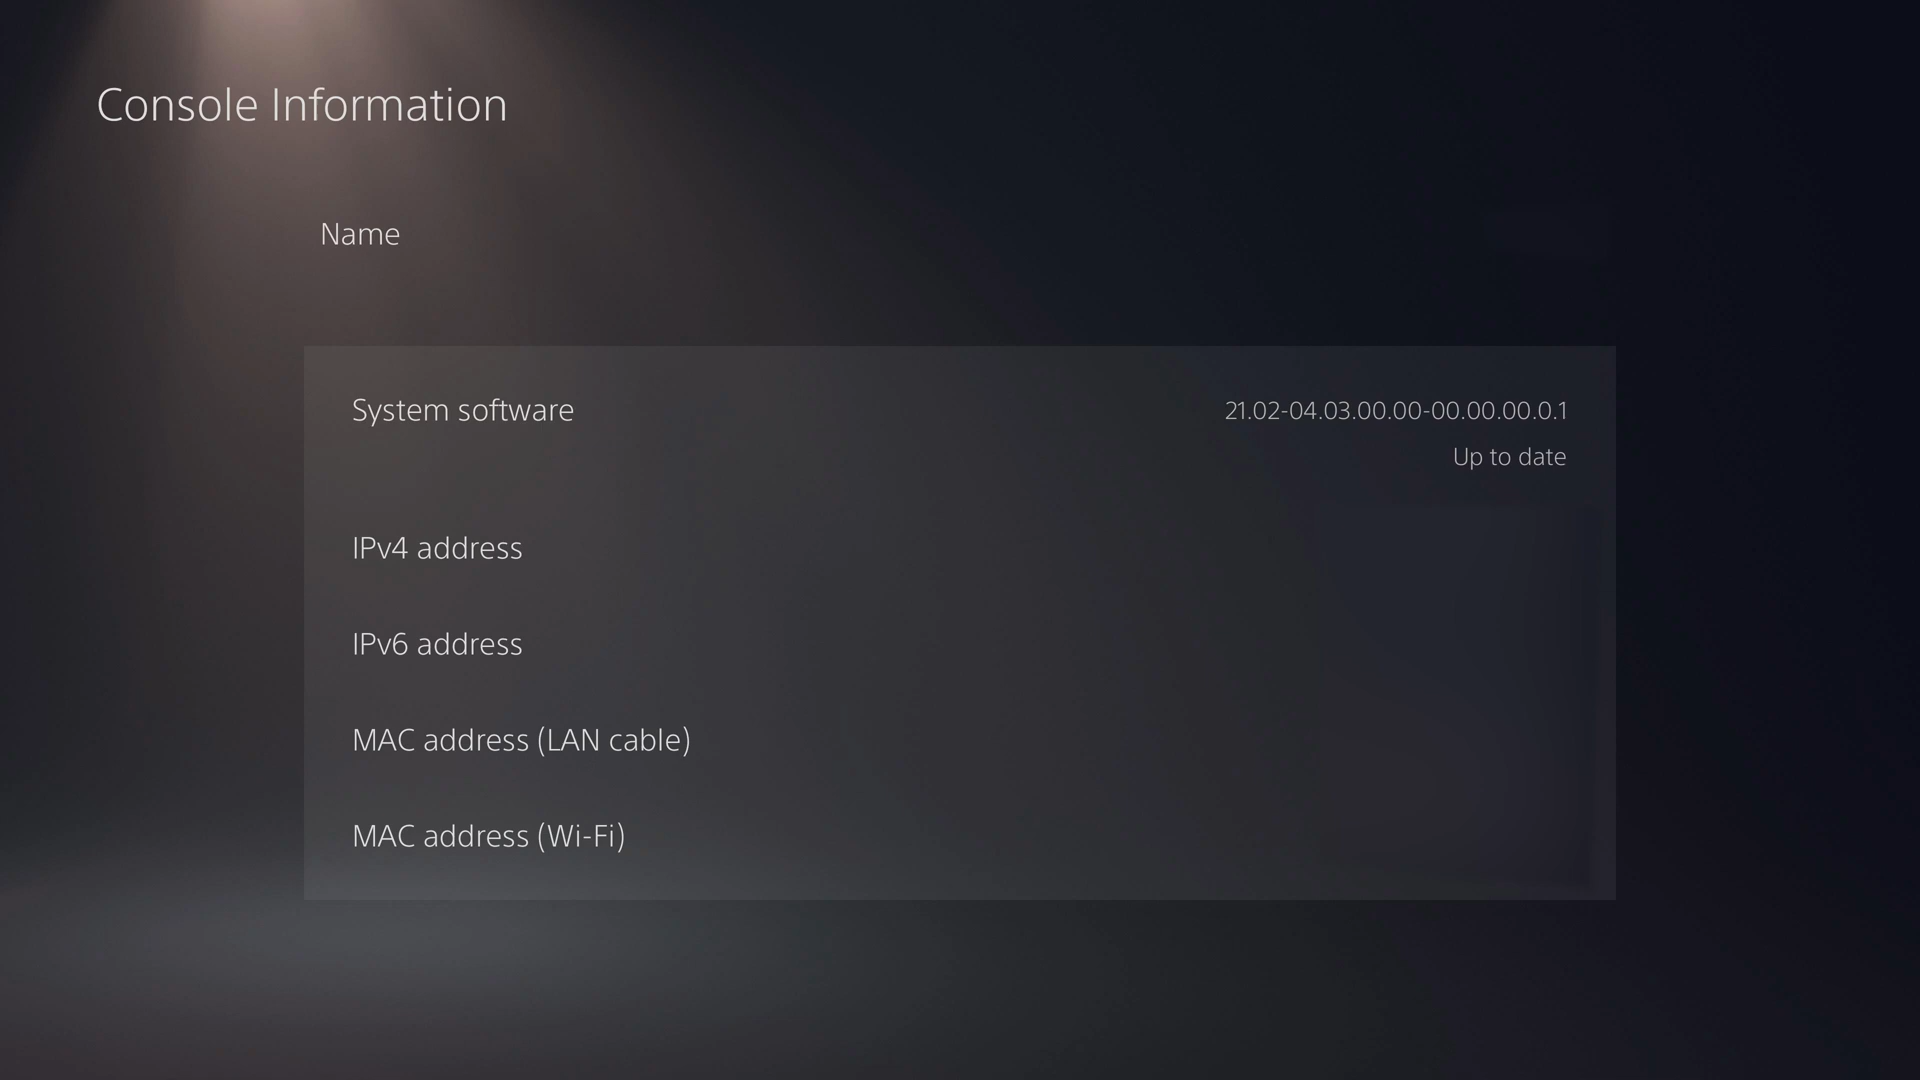 Console Information
Name
System software
21.02-04.03.00.00-00.00.00.0.1
Up to date
IPv4 address
IPv6 address
MAC address (LAN cable)
MAC address (Wi-Fi)